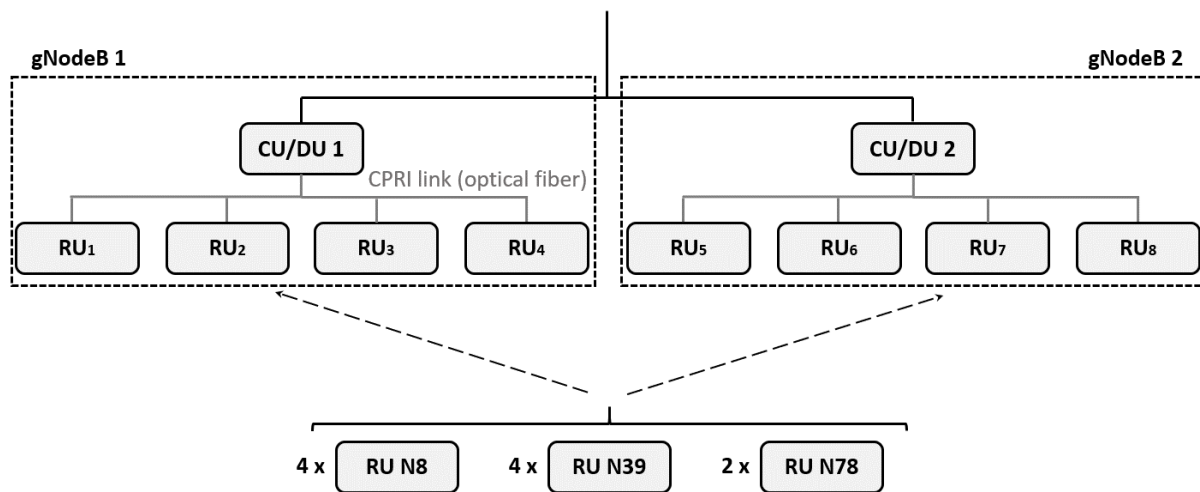 gNodeB 1
gNodeB 2
CU/DU 1
CU/DU 2
CPRI link (optical fiber)
RU1 RU2 RU3 RU4 RU5 RU6 RU7 RU8
4 x RU N8 4 x RU N39 2 x RU N78